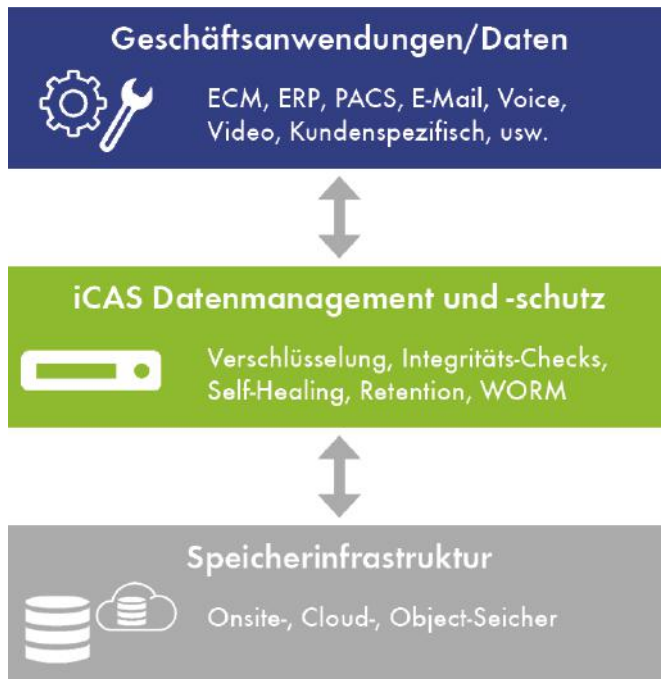 Geschäftsanwendungen/Daten
ECM, ERP, PACS, E-Mail, Voice,
Video, Kundenspezifisch, usw.
iCAS Datenmanagement und -schutz
Verschlüsselung, Integritäts-Checks,
Self-Healing, Retention, WORM
Speicherinfrastruktur
Onsite-, Cloud-, Object-Seicher